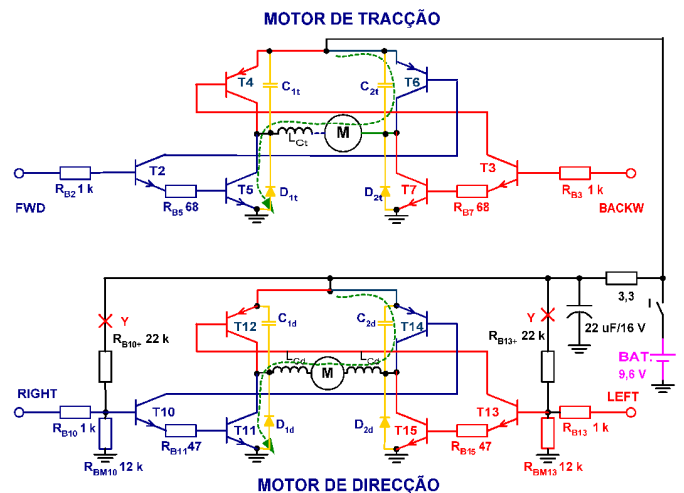 MOTOR DE TRACÇÃO
T4
C1t
C2t
T6
LCt
M
T2
T3
RB2 1 k
RB5 68
T5
D1t
D2t
T7
RB7 68
RB3 1 k
FWD
BACKW
Y
RB10+ 22 k
T12
C1d
C2d
T14
LCd
M
LCd
Y
RB13+ 22 k
22 uF/16 V
3,3
BAT.
9,6 V
RIGHT
LEFT
T10
T13
RB10 1 k
RB11 47
T11
D1d
D2d
T15
RB15 47
RB13 1 k
RBM10 12 k
RBM13 12 k
MOTOR DE DIRECÇÃO